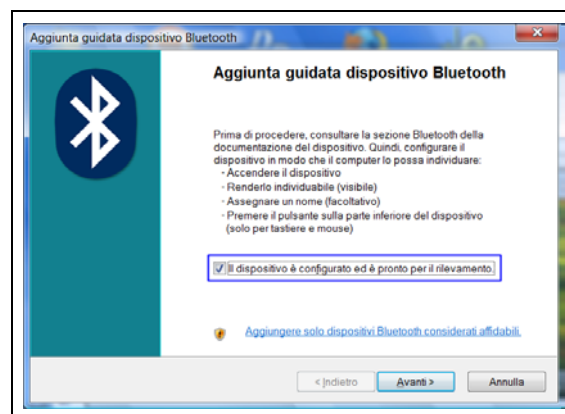 Aggiunta guidata dispositivo Bluetooth
Aggiunta guidata dispositivo Bluetooth
Prima di procedere, consultare la sezione Bluetooth della
documentazione del dispositivo. Quindi, configurare il
dispositivo in modo che il computer lo possa individuare:
- Accendere il dispositivo
- Renderlo individuabile (visibile)
- Assegnare un nome (facoltativo)
- Premere il pulsante sulla parte inferiore del dispositivo
(solo per tastiere e mouse)
Il dispositivo è configurato ed è pronto per il rilevamento.
Aggiungere solo dispositivi Bluetooth considerati affidabili.
< Indietro
Avanti >
Annulla